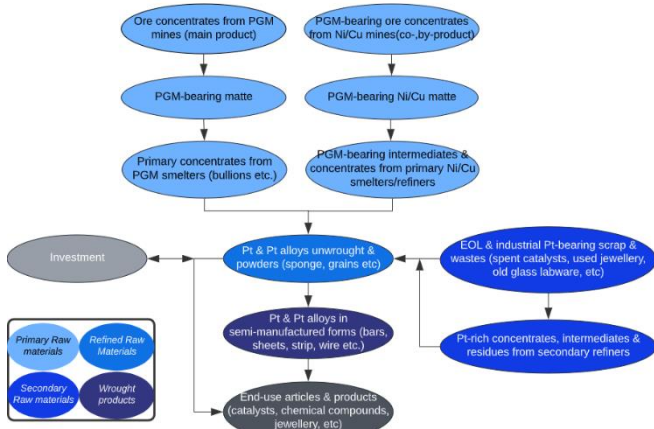 Ore concentrates from PGM
mines (main product)
PGM-bearing ore concentrates
from Ni/Cu mines(co-,by-product)
PGM-bearing matte
PGM-bearing Ni/Cu matte
Primary concentrates from
PGM smelters (bullions etc.)
PGM-bearing intermediates &
concentrates from primary Ni/Cu
smelters/refiners
Investment
Pt & Pt alloys unwrought &
powders (sponge, grains etc)
EOL & industrial Pt-bearing scrap &
wastes (spent catalysts, used jewellery,
old glass labware, etc)
Pt & Pt alloys in
semi-manufactured forms (bars,
sheets, strip, wire etc.)
Pt-rich concentrates, intermediates &
residues from secondary refiners
End-use articles & products
(catalysts, chemical compounds,
jewellery, etc)
Primary Raw
materials
Refined Raw
Materials
Secondary
Raw materials
Wrought
products